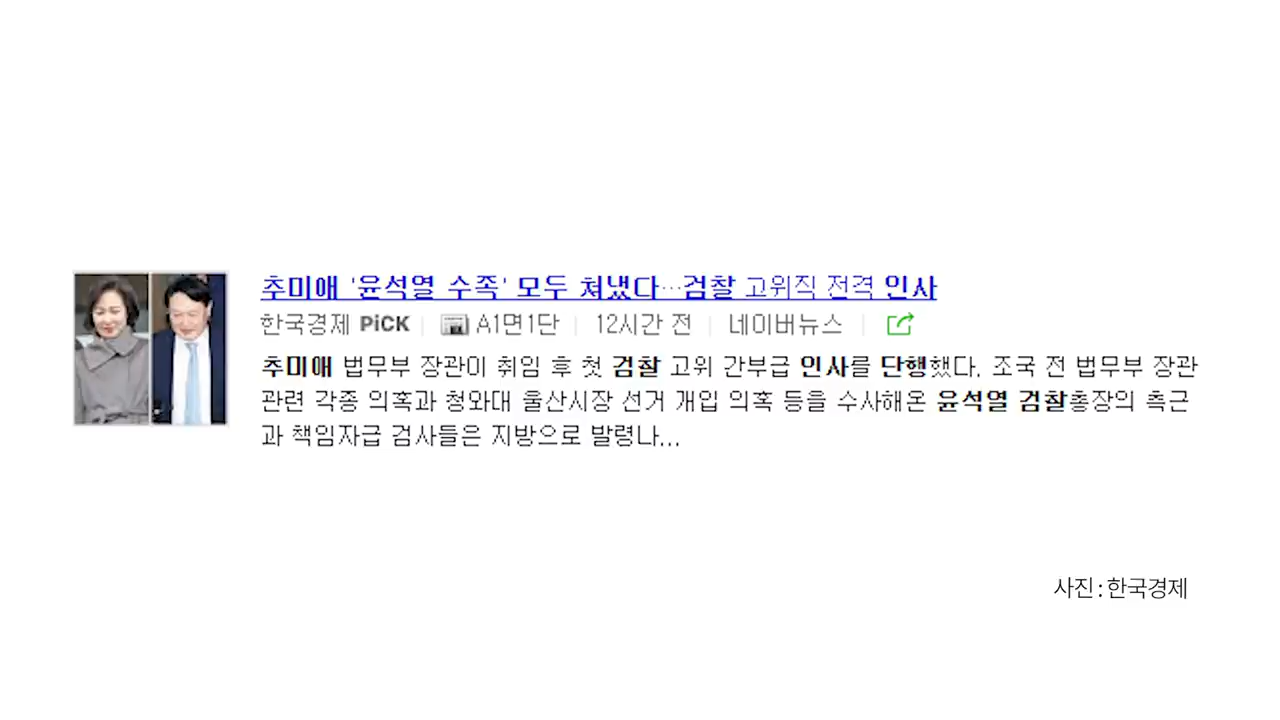 추미애 '윤석열 수족' 모두 쳐냈다…검찰 고위직 전격 인사
한국경제 PiCK | A1면1단 | 12시간 전 | 네이버뉴스 |
추미애 법무부 장관이 취임 후 첫 검찰 고위 간부급 인사를 단행했다. 조국 전 법무부 장관
관련 각종 의혹과 청와대 울산시장 선거 개입 의혹 등을 수사해온 윤석열 검찰총장의 측근
과 책임자급 검사들은 지방으로 발령나...
사진 : 한국경제